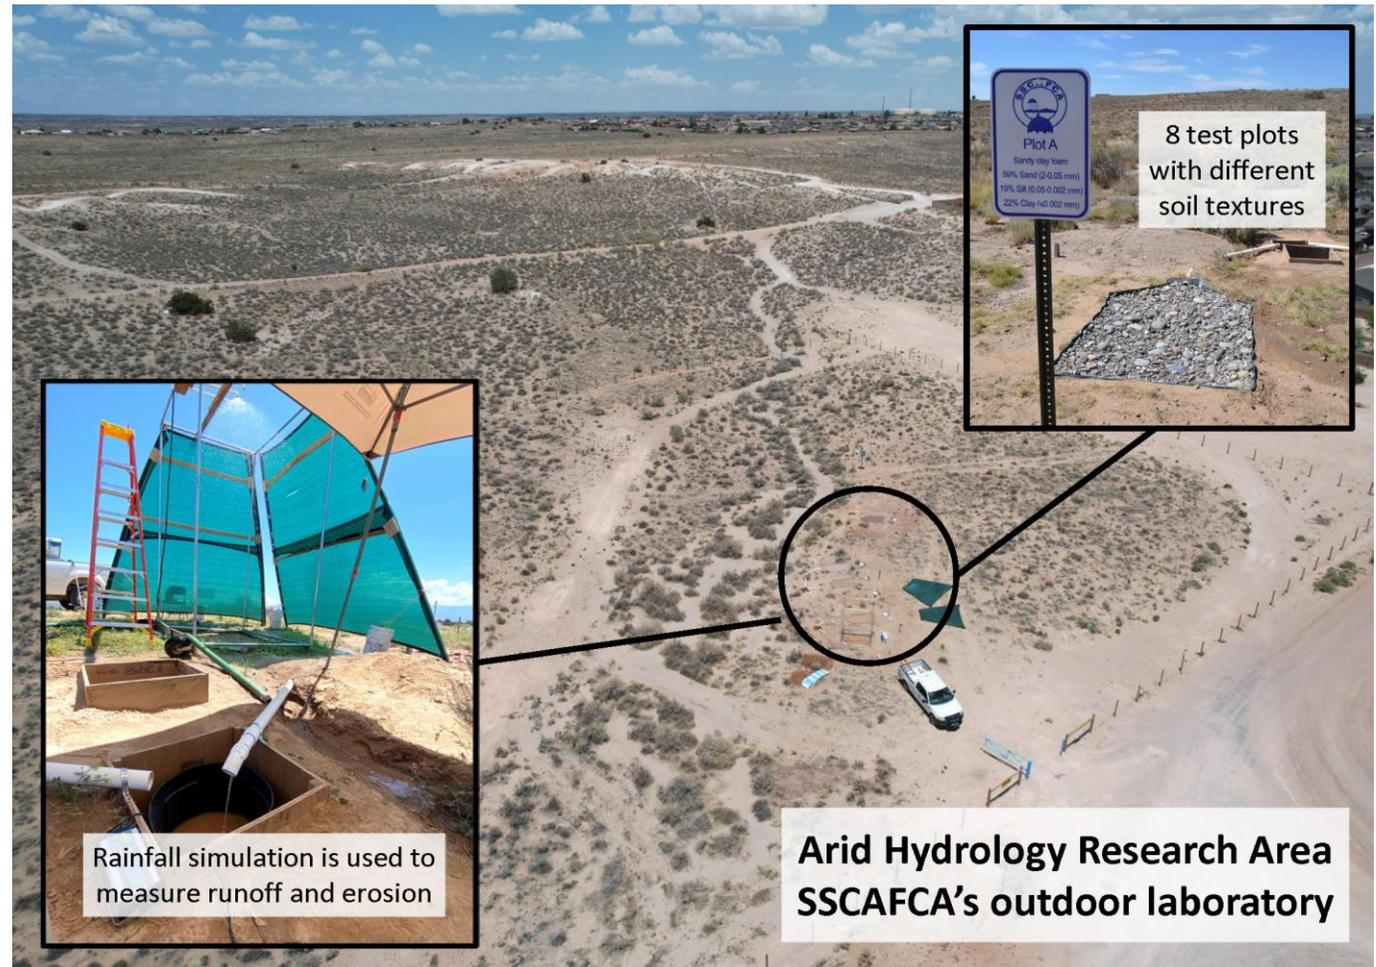 SSCAFCA
Plot A
Sandy clay loam
59% Sand (2-0.05 mm)
19% Silt (0.05-0.002 mm)
22% Clay (≤0.002 mm)
8 test plots
with different
soil textures
Rainfall simulation is used to
measure runoff and erosion
Arid Hydrology Research Area
SSCAFCA's outdoor laboratory